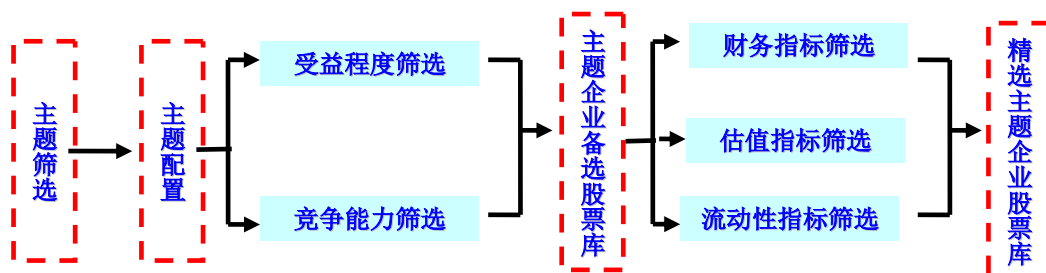 主题筛选
主题配置
受益程度筛选
竞争能力筛选
主题企业备选股票库
财务指标筛选
估值指标筛选
流动性指标筛选
精选主题企业股票库